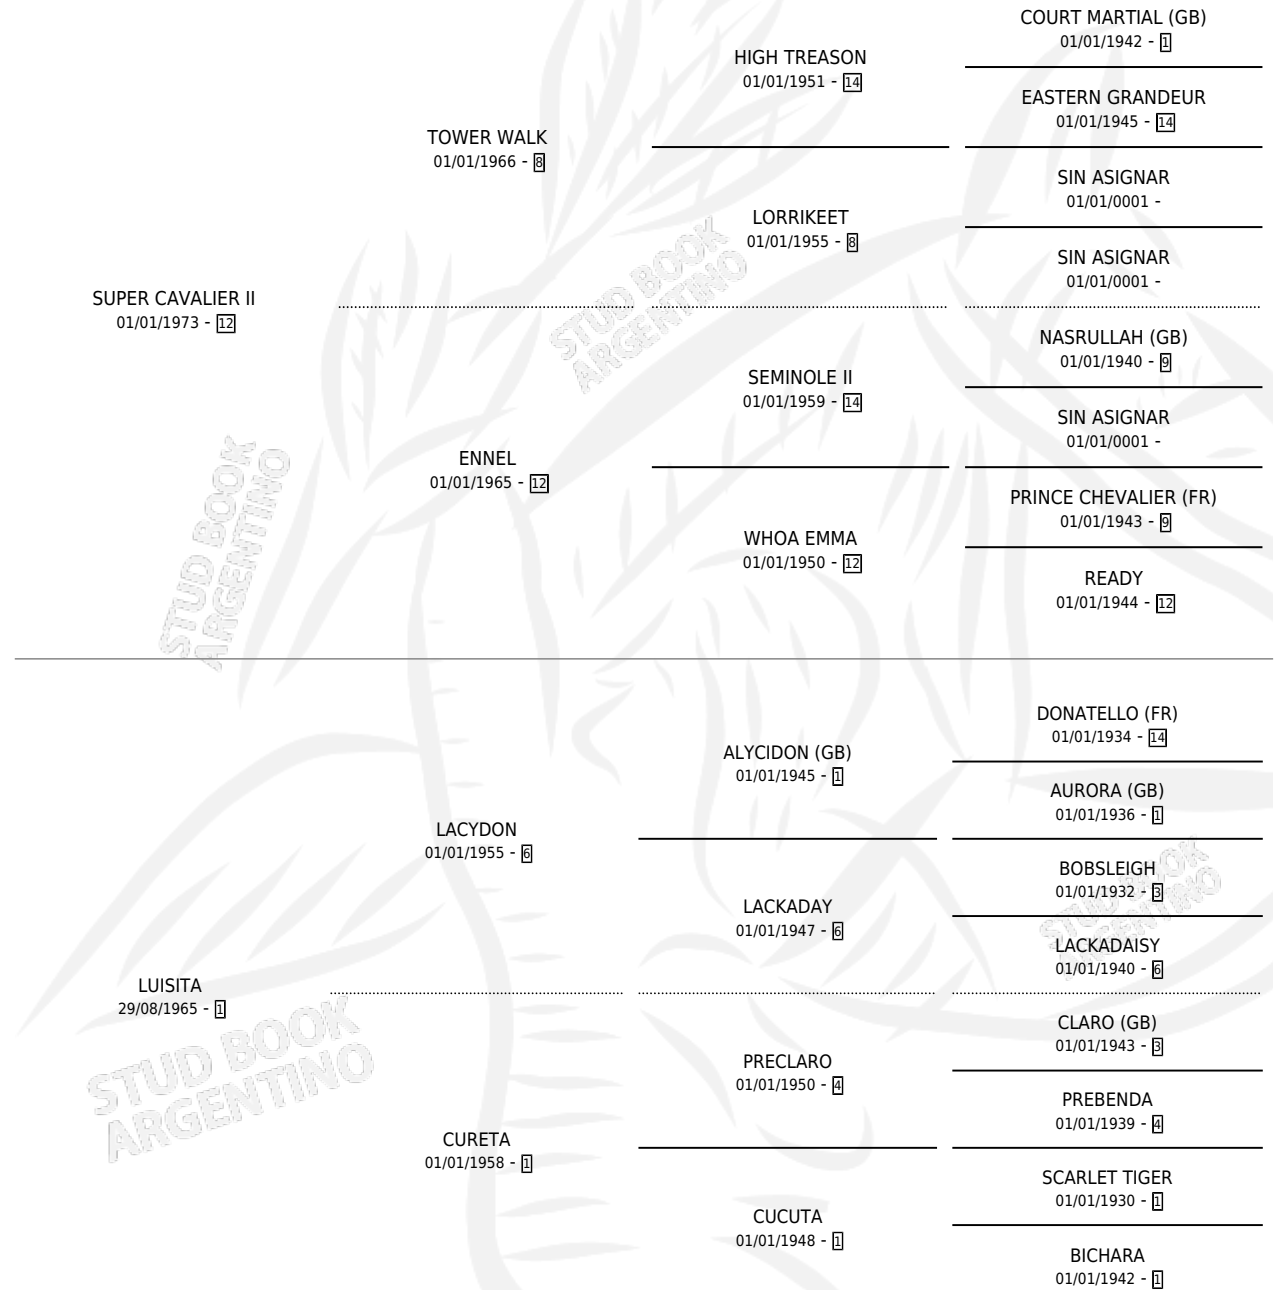 COURT MARTIAL (GB)
01/01/1942 - 1
HIGH TREASON
01/01/1951 - 14
EASTERN GRANDEUR
01/01/1945 - 14
TOWER WALK
01/01/1966 - 8
SIN ASIGNAR
01/01/0001 -
LORRIKEET
01/01/1955 - 8
SIN ASIGNAR
01/01/0001 -
SUPER CAVALIER II
01/01/1973 - 12
STUD BOOK
ARGENTINO
NASRULLAH (GB)
01/01/1940 - 9
SEMINOLE II
01/01/1959 - 14
SIN ASIGNAR
01/01/0001 -
ENNEL
01/01/1965 - 12
PRINCE CHEVALIER (FR)
01/01/1943 - 9
WHOA EMMA
01/01/1950 - 12
READY
01/01/1944 - 12
STUD BOOK
ARGENTINO
DONATELLO (FR)
01/01/1934 - 14
ALYCIDON (GB)
01/01/1945 - 1
AURORA (GB)
01/01/1936 - 1
LACYDON
01/01/1955 - 6
BOBSLEIGH
01/01/1932 - 3
LACKADAY
01/01/1947 - 6
LACKADAISY
01/01/1940 - 6
STUD BOOK
ARGENTINO
LUISITA
29/08/1965 - 1
CLARO (GB)
01/01/1943 - 3
PRECLARO
01/01/1950 - 4
PREBENDA
01/01/1939 - 4
STUD BOOK
ARGENTINO
CURETA
01/01/1958 - 1
SCARLET TIGER
01/01/1930 - 1
CUCUTA
01/01/1948 - 1
BICHARA
01/01/1942 - 1